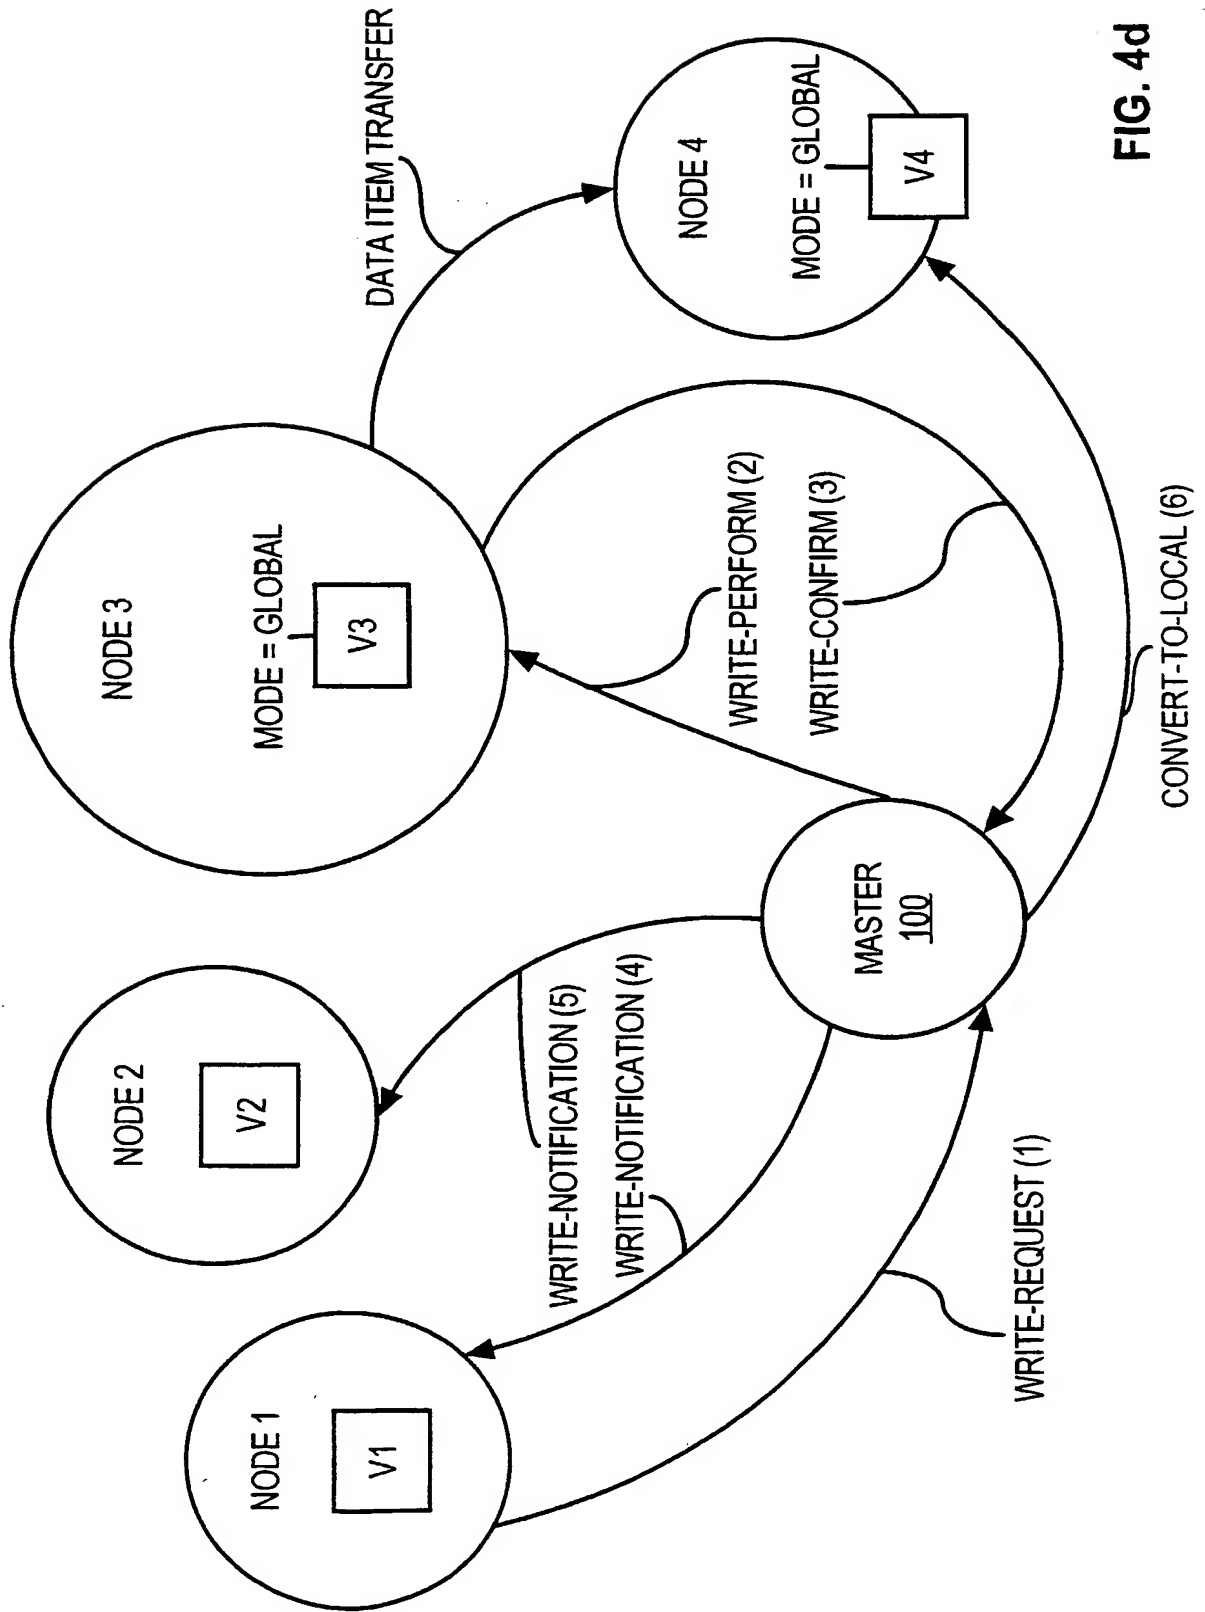 NODE 1
V1
NODE 2
V2
NODE 3
MODE = GLOBAL
V3
DATA ITEM TRANSFER
NODE 4
MODE = GLOBAL
V4
WRITE-NOTIFICATION (5)
WRITE-NOTIFICATION (4)
WRITE-PERFORM (2)
WRITE-CONFIRM (3)
MASTER
100
WRITE-REQUEST (1)
CONVERT-TO-LOCAL (6)
FIG. 4d